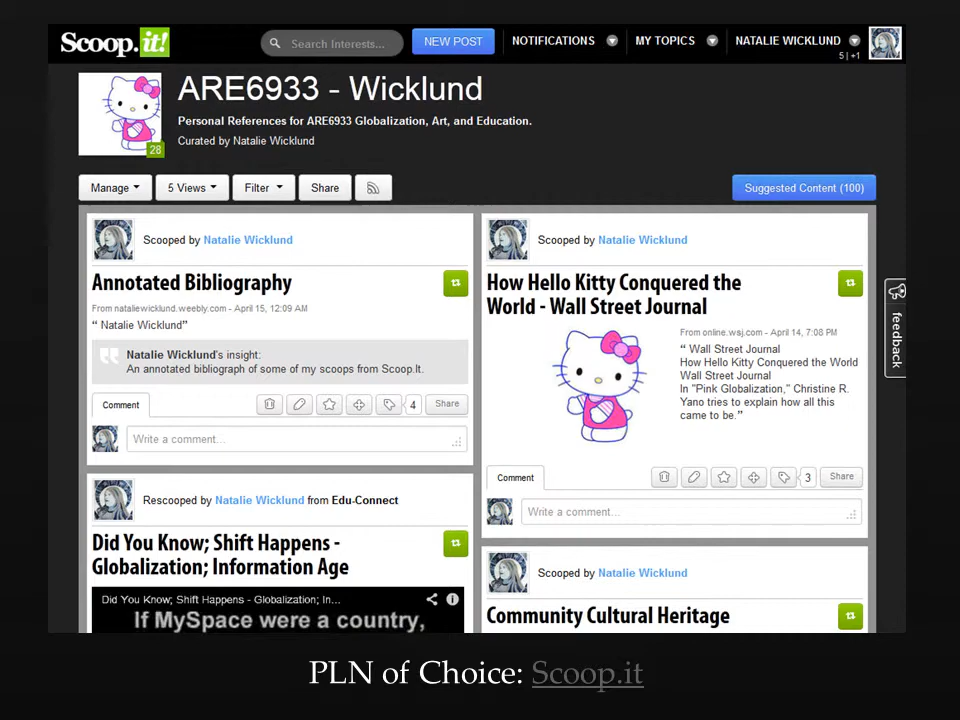 Scoop.it!
Search Interests...
NEW POST
NOTIFICATIONS
MY TOPICS
NATALIE WICKLUND
5 | +1
ARE6933 - Wicklund
Personal References for ARE6933 Globalization, Art, and Education.
Curated by Natalie Wicklund
28
Manage
5 Views
Filter
Share
Suggested Content (100)
Scooped by Natalie Wicklund
Annotated Bibliography
From nataliewicklund.weebly.com - April 15, 12:09 AM
“ Natalie Wicklund”
Natalie Wicklund's insight:
An annotated bibliograph of some of my scoops from Scoop.It.
Comment
4
Share
Write a comment...
Rescooped by Natalie Wicklund from Edu-Connect
Did You Know; Shift Happens -
Globalization; Information Age
Did You Know; Shift Happens - Globalization; In...
If MySpace were a country,
Scooped by Natalie Wicklund
How Hello Kitty Conquered the
World - Wall Street Journal
From online.wsj.com - April 14, 7:08 PM
“ Wall Street Journal
How Hello Kitty Conquered the World
Wall Street Journal
In "Pink Globalization," Christine R.
Yano tries to explain how all this
came to be.”
Comment
3
Share
Write a comment...
Scooped by Natalie Wicklund
Community Cultural Heritage
feedback
PLN of Choice: Scoop.it